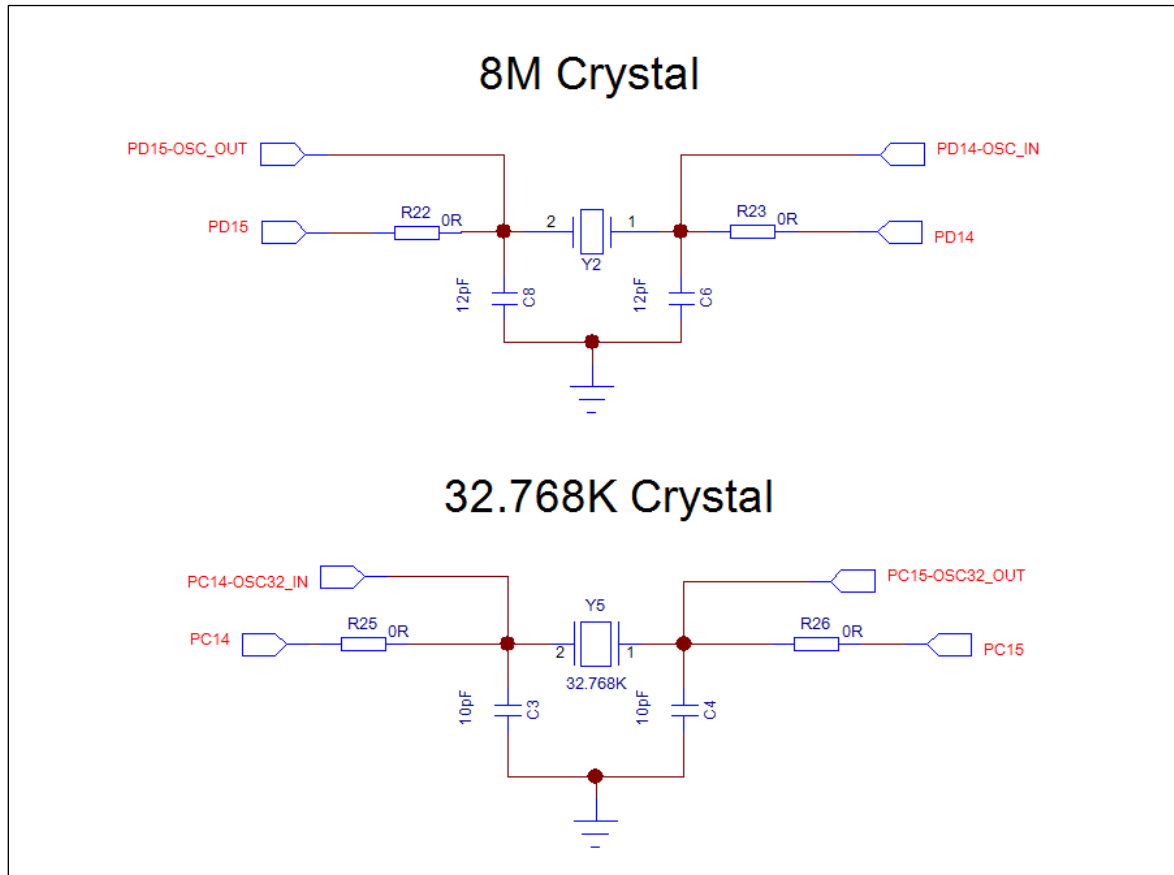 8M Crystal
PD15-OSC_OUT
PD14-OSC_IN
PD15
R22
0R
2
1
Y2
R23
0R
PD14
12pF
C8
12pF
C6
32.768K Crystal
PC14-OSC32_IN
PC15-OSC32_OUT
PC14
R25
0R
Y5
2
1
32.768K
R26
0R
PC15
10pF
C3
10pF
C4